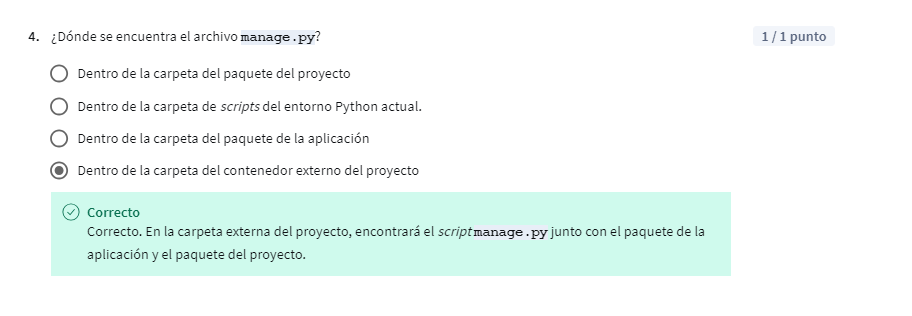 4. ¿Dónde se encuentra el archivo manage.py?
1 / 1 punto
Dentro de la carpeta del paquete del proyecto
Dentro de la carpeta de scripts del entorno Python actual.
Dentro de la carpeta del paquete de la aplicación
Dentro de la carpeta del contenedor externo del proyecto
Correcto
Correcto. En la carpeta externa del proyecto, encontrará el script manage.py junto con el paquete de la
aplicación y el paquete del proyecto.